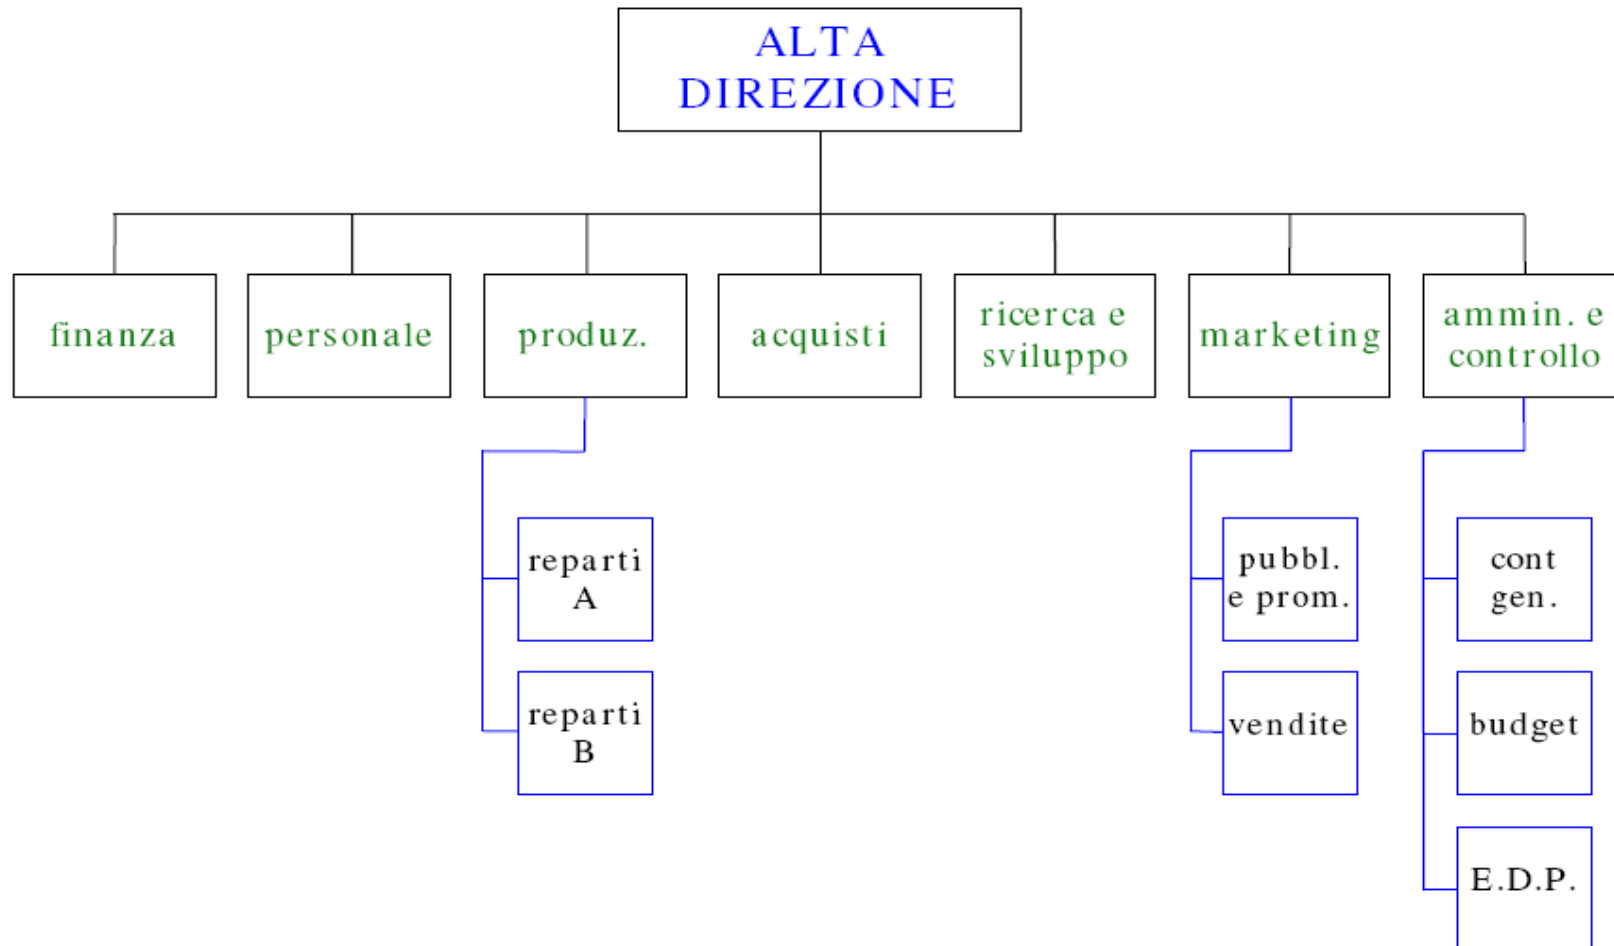 ALTA
DIREZIONE
finanza
personale
produz.
acquisti
ricerca e
sviluppo
marketing
ammin. e
controllo
reparti
A
reparti
B
pubbl.
e prom.
vendite
cont
gen.
budget
E.D.P.